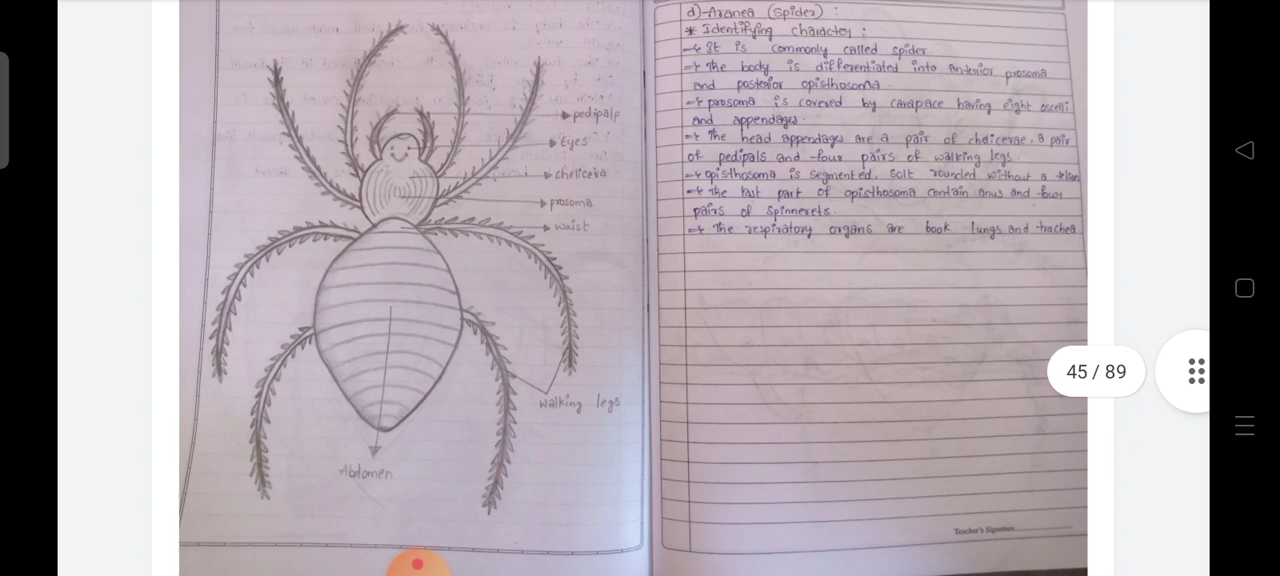 pedipalp
Eyes
chelicera
prosoma
waist
walking legs
Abdomen
d) Aranea (Spider) :
* Identifying character :
→ It is commonly called spider
→ The body is differentiated into anterior prosoma
and posterior opisthosoma.
→ prosoma is covered by carapace having eight oscelli
and appendages.
→ The head appendages are a pair of cheicerae, a pair
of pedipals and four pairs of walking legs
→ opisthosoma is segmented. Solt rounded without a
→ The last part of opisthosoma contain anus and four
pairs of spinnerets.
→ The respiratory organs are book lungs and trachea
Teacher's Signature
45 / 89